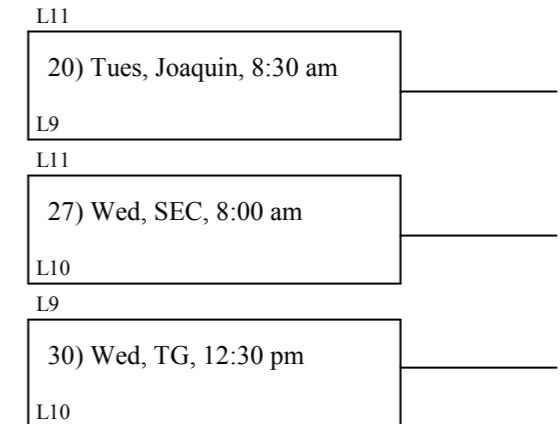 L11
20) Tues, Joaquin, 8:30 am
L9
L11
27) Wed, SEC, 8:00 am
L10
L9
30) Wed, TG, 12:30 pm
L10